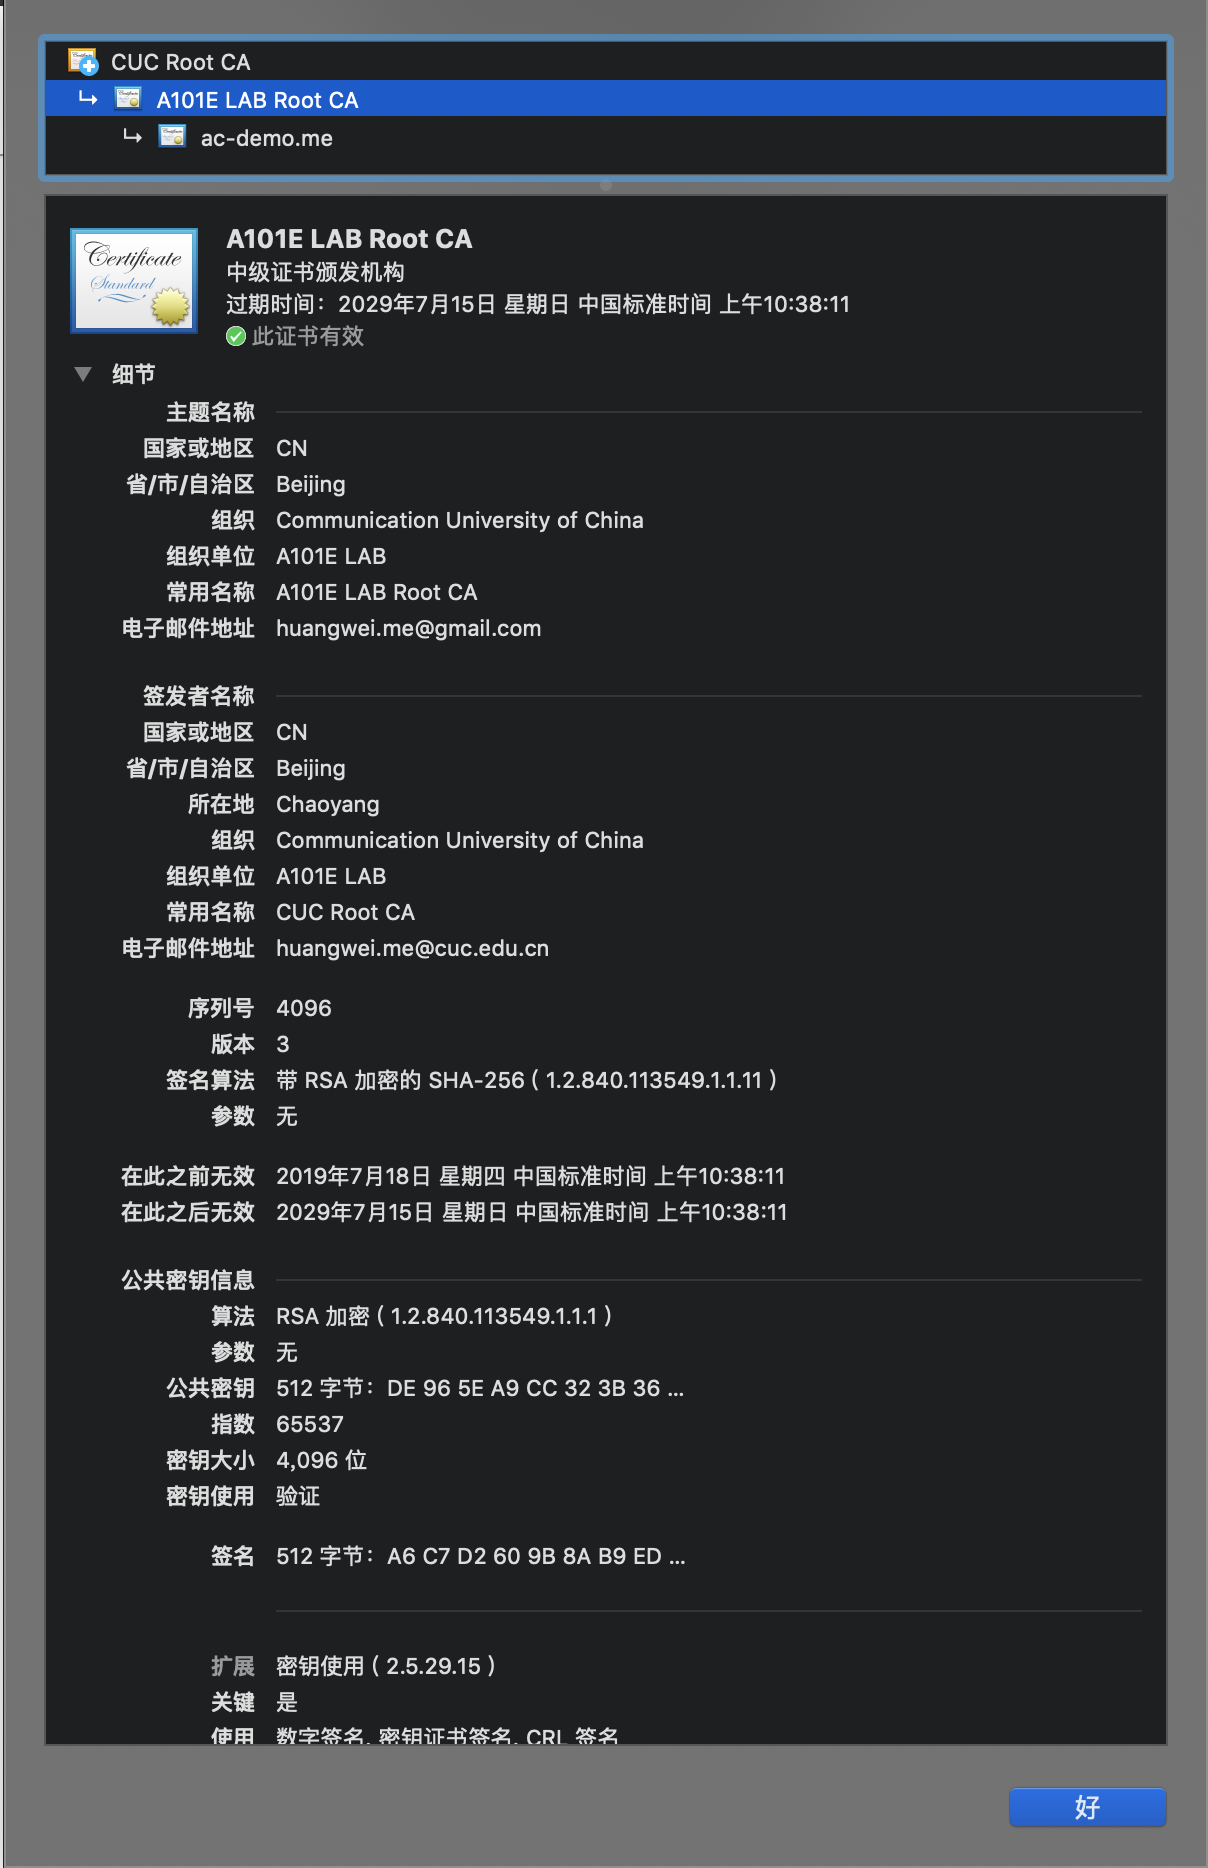 CUC Root CA
A101E LAB Root CA
ac-demo.me
Certificate
Standard
A101E LAB Root CA
中级证书颁发机构
过期时间：2029年7月15日 星期日 中国标准时间 上午10:38:11
此证书有效
细节
主题名称
国家或地区 CN
省/市/自治区 Beijing
组织 Communication University of China
组织单位 A101E LAB
常用名称 A101E LAB Root CA
电子邮件地址 huangwei.me@gmail.com
签发者名称
国家或地区 CN
省/市/自治区 Beijing
所在地 Chaoyang
组织 Communication University of China
组织单位 A101E LAB
常用名称 CUC Root CA
电子邮件地址 huangwei.me@cuc.edu.cn
序列号 4096
版本 3
签名算法 带 RSA 加密的 SHA-256 ( 1.2.840.113549.1.1.11 )
参数 无
在此之前无效 2019年7月18日 星期四 中国标准时间 上午10:38:11
在此之后无效 2029年7月15日 星期日 中国标准时间 上午10:38:11
公共密钥信息
算法 RSA 加密 ( 1.2.840.113549.1.1.1 )
参数 无
公共密钥 512 字节：DE 96 5E A9 CC 32 3B 36 ...
指数 65537
密钥大小 4,096 位
密钥使用 验证
签名 512 字节：A6 C7 D2 60 9B 8A B9 ED ...
扩展 密钥使用 ( 2.5.29.15 )
关键 是
使用 数字签名, 密钥证书签名, CRL 签名
好